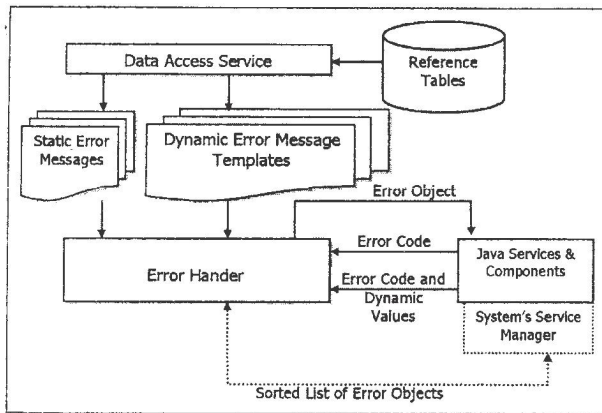 Data Access Service
Reference
Tables
Static Error
Messages
Dynamic Error Message
Templates
Error Object
Error Code
Error Hander
Java Services &
Components
Error Code and
Dynamic
Values
System's Service
Manager
Sorted List of Error Objects